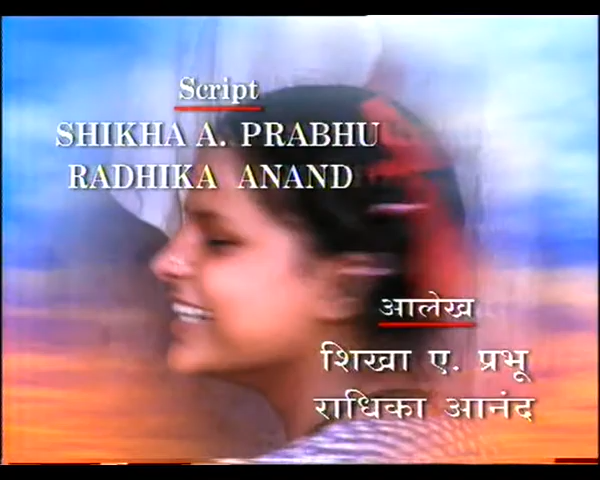 Script
SHIKHA A. PRABHU
RADHIKA ANAND
आलेख
शिखा ए. प्रभू
राधिका आनंद